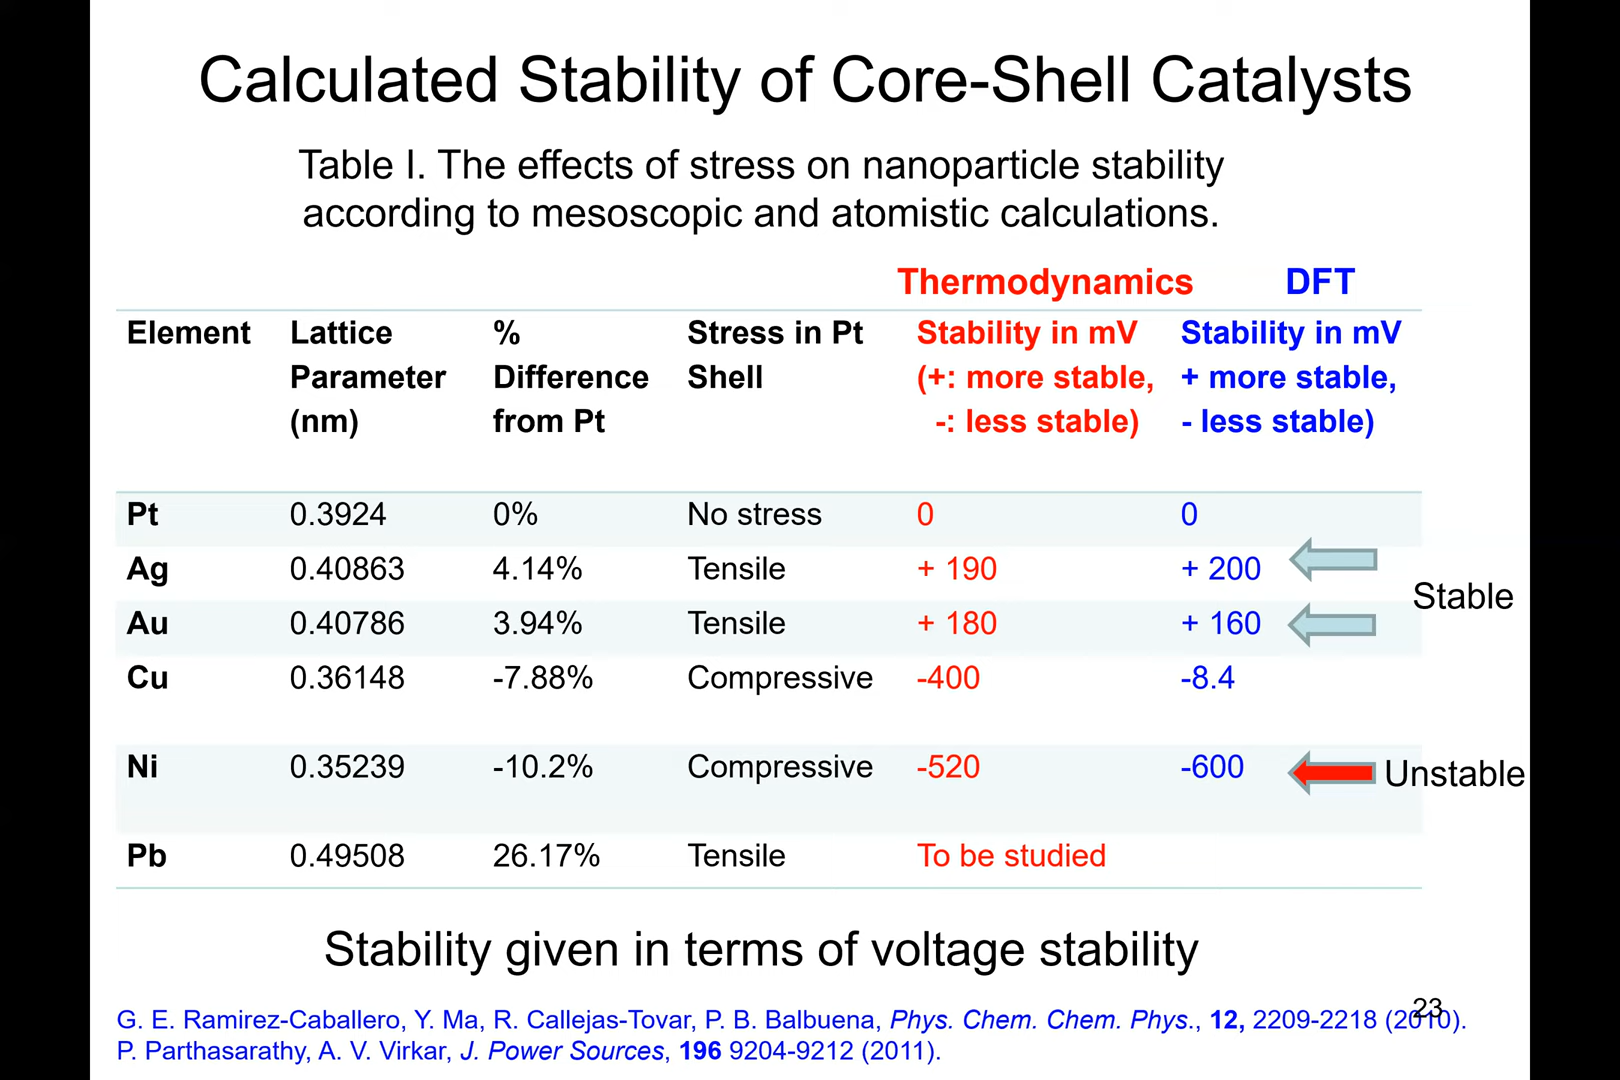 Calculated Stability of Core-Shell Catalysts
Table I. The effects of stress on nanoparticle stability
according to mesoscopic and atomistic calculations.
Thermodynamics DFT
Element Lattice % Stress in Pt Stability in mV Stability in mV
Parameter Difference Shell (+: more stable, + more stable,
(nm) from Pt -: less stable) - less stable)
Pt 0.3924 0% No stress 0 0
Ag 0.40863 4.14% Tensile + 190 + 200
Stable
Au 0.40786 3.94% Tensile + 180 + 160
Cu 0.36148 -7.88% Compressive -400 -8.4
Ni 0.35239 -10.2% Compressive -520 -600 Unstable
Pb 0.49508 26.17% Tensile To be studied
Stability given in terms of voltage stability
23
G. E. Ramirez-Caballero, Y. Ma, R. Callejas-Tovar, P. B. Balbuena, Phys. Chem. Chem. Phys., 12, 2209-2218 (2010).
P. Parthasarathy, A. V. Virkar, J. Power Sources, 196 9204-9212 (2011).